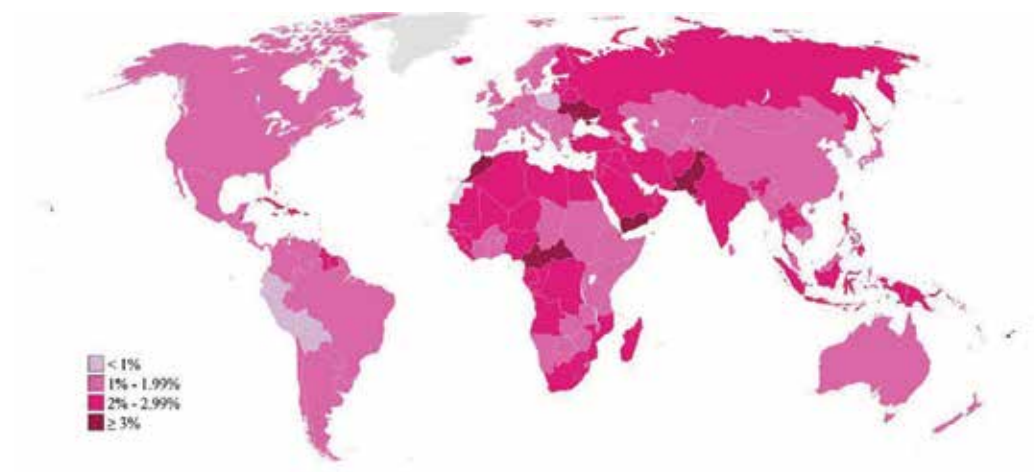 < 1%
1% - 1.99%
2% - 2.99%
≥ 3%